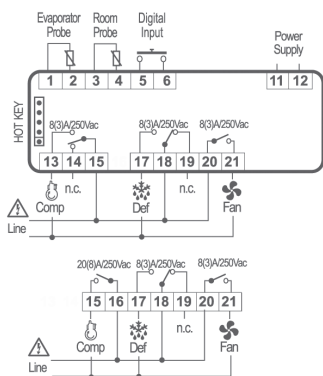 Evaporator Probe
Room Probe
Digital Input
Power Supply
1 2 3 4 5 6 11 12
HOT KEY
8(3)A/250Vac 8(3)A/250Vac 8(3)A/250Vac
13 14 15 17 18 19 20 21
Comp n.c. Def n.c. Fan
Line
20(8)A/250Vac 8(3)A/250Vac 8(3)A/250Vac
15 16 17 18 19 20 21
Comp Def n.c. Fan
Line